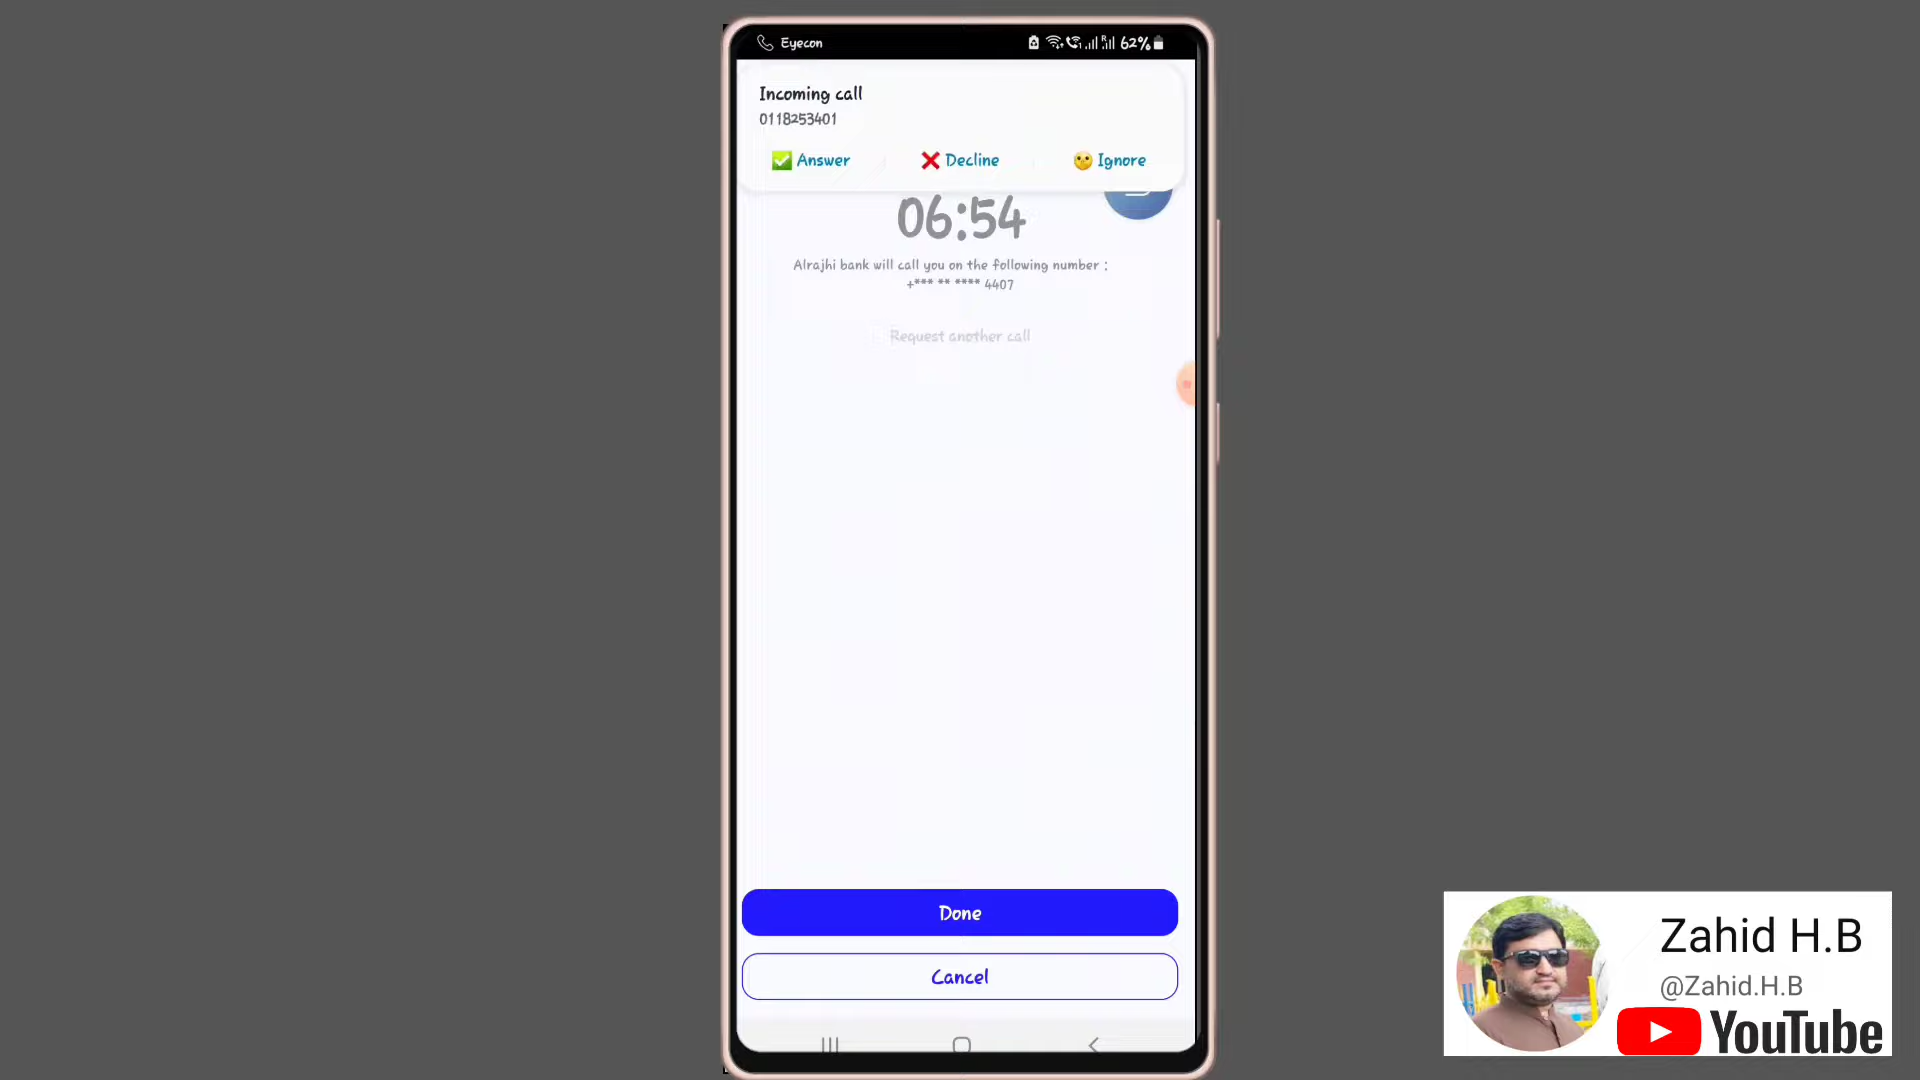 Eyecon
62%
Incoming call
0118253401
Answer
Decline
Ignore
06:54
Alrajhi bank will call you on the following number :
+*** ** **** 4407
Request another call
Done
Cancel
Zahid H.B
@Zahid.H.B
YouTube